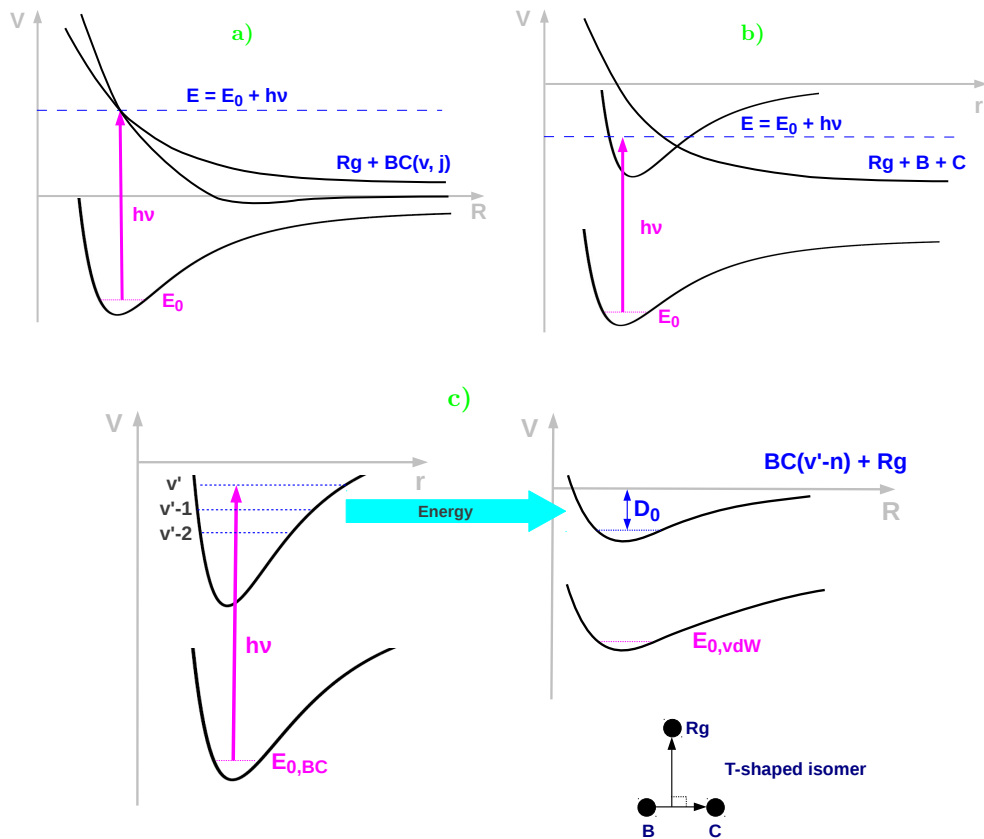 a)
V
E = E₀ + hν
Rg + BC(v, j)
R
hν
E₀
b)
V
r
E = E₀ + hν
Rg + B + C
hν
E₀
c)
V
r
v'
v'-1
v'-2
hν
E₀,BC
Energy
V
BC(v'-n) + Rg
D₀
R
E₀,vdW
Rg
T-shaped isomer
B
C